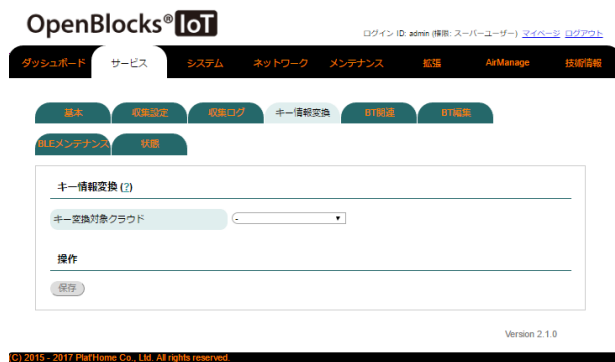 OpenBlocks® IoT
ログイン ID: admin (権限: スーパーユーザー) マイページ ログアウト
ダッシュボード サービス システム ネットワーク メンテナンス 拡張 AirManage 技術情報
基本 収集設定 収集ログ キー情報変換 BT関連 BT編集
BLEメンテナンス 状態
キー情報変換 (?)
キー変換対象クラウド -
操作
保存
Version 2.1.0
(C) 2015 - 2017 Plat'Home Co., Ltd. All rights reserved.